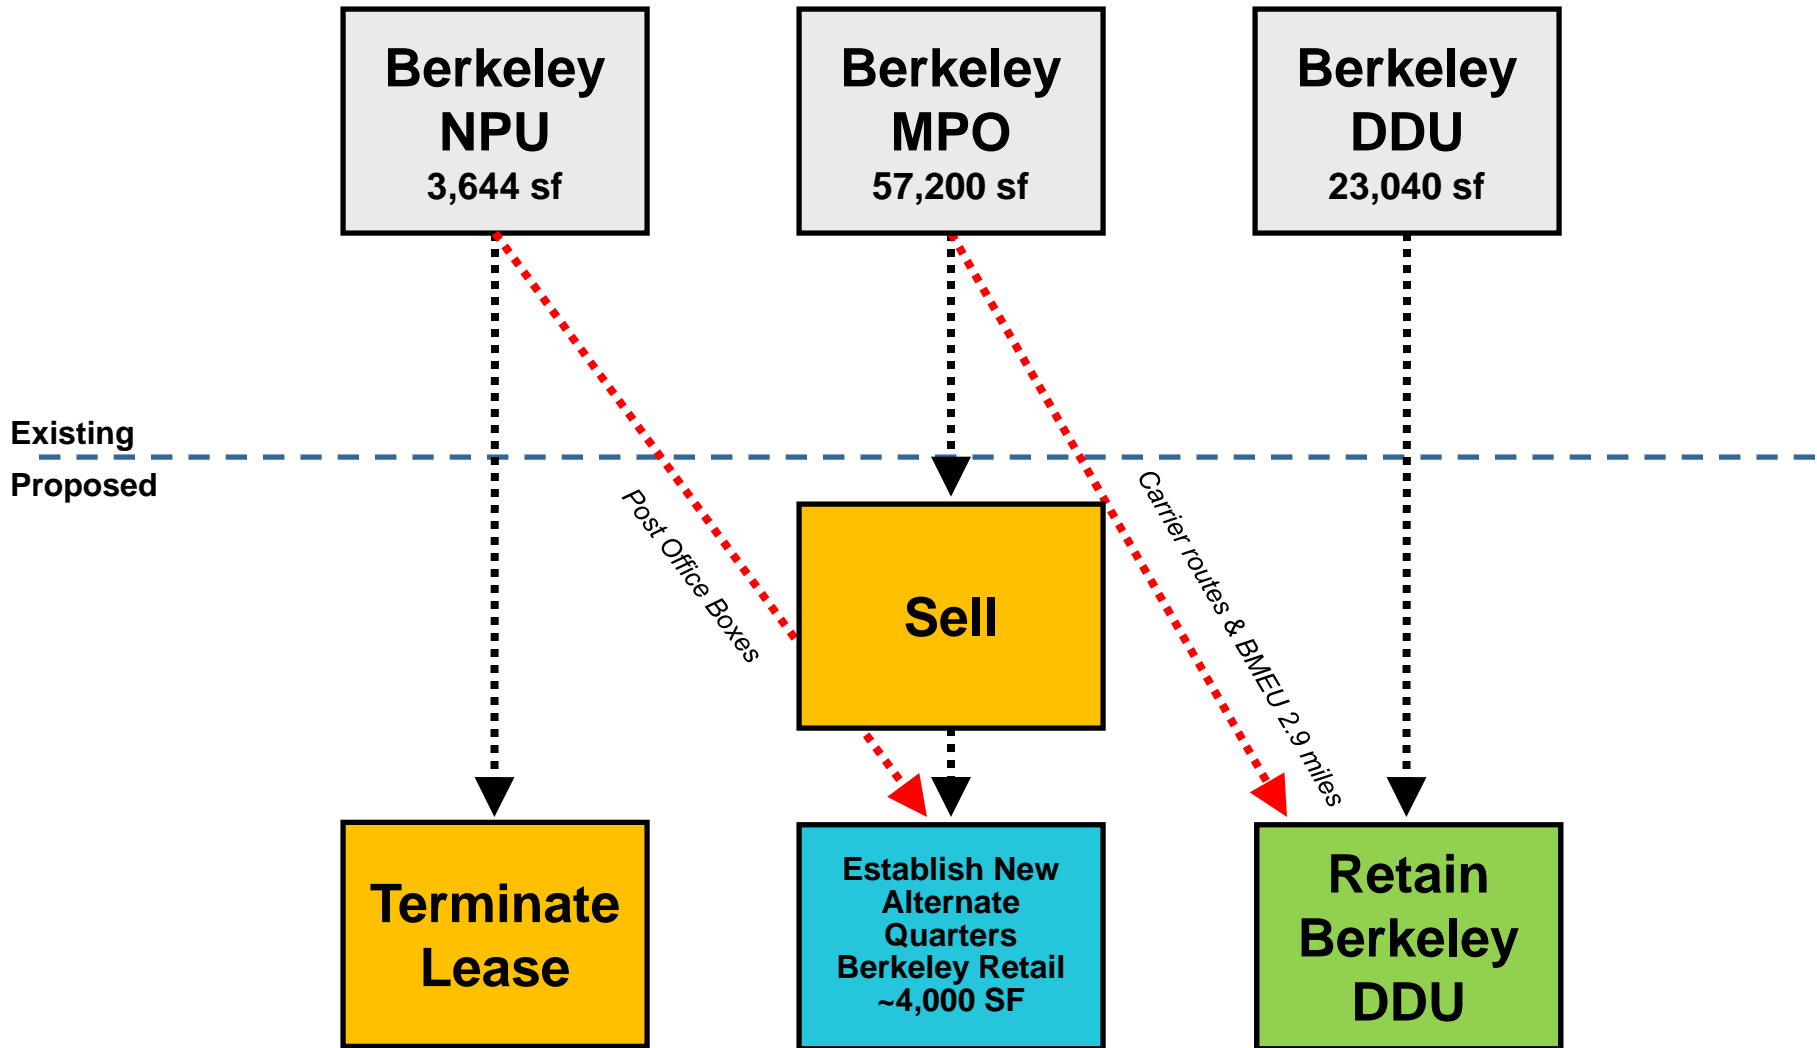 Berkeley
NPU
3,644 sf
Berkeley
MPO
57,200 sf
Berkeley
DDU
23,040 sf
Existing
Proposed
Post Office Boxes
Carrier routes & BMEU 2.9 miles
Sell
Terminate
Lease
Establish New
Alternate
Quarters
Berkeley Retail
~4,000 SF
Retain
Berkeley
DDU